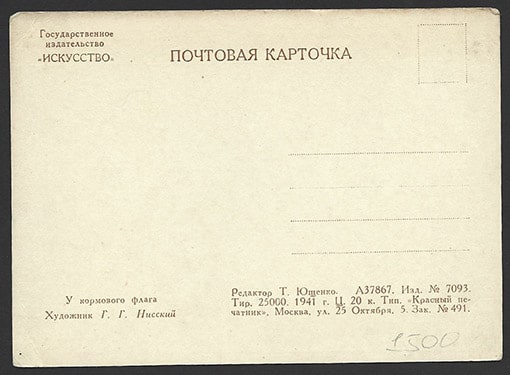 Государственное
издательство
«ИСКУССТВО»
ПОЧТОВАЯ КАРТОЧКА
У кормового флага
Художник Г. Г. Нисский
Редактор Т. Ющенко. А37867. Изд. № 7093.
Тир. 25000. 1941 г. Ц. 20 к. Тип. «Красный пе-
чатник», Москва, ул. 25 Октября, 5. Зак. № 491.
1500